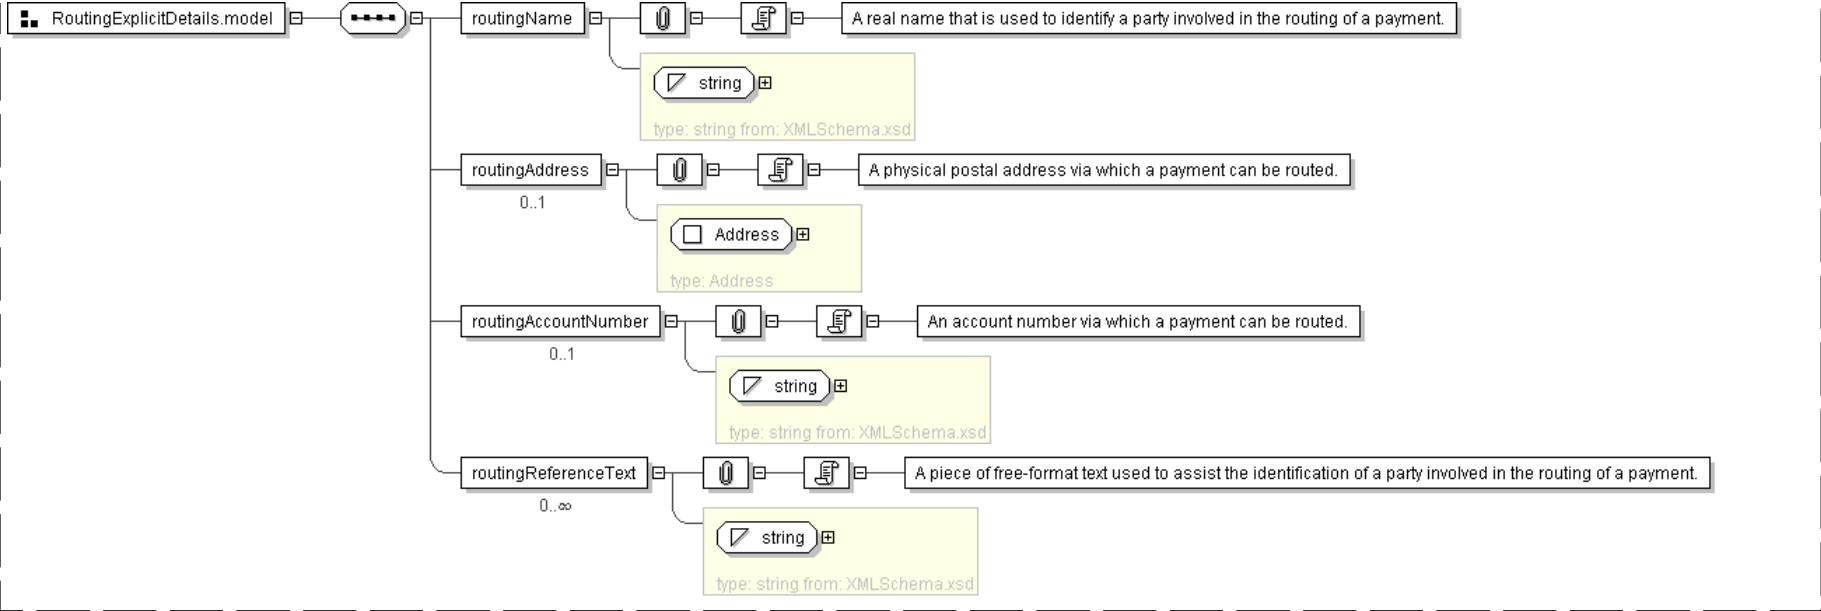 RoutingExplicitDetails.model
routingName
A real name that is used to identify a party involved in the routing of a payment.
string
type: string from: XMLSchema.xsd
routingAddress
A physical postal address via which a payment can be routed.
0..1
Address
type: Address
routingAccountNumber
An account number via which a payment can be routed.
0..1
string
type: string from: XMLSchema.xsd
routingReferenceText
A piece of free-format text used to assist the identification of a party involved in the routing of a payment.
0..∞
string
type: string from: XMLSchema.xsd